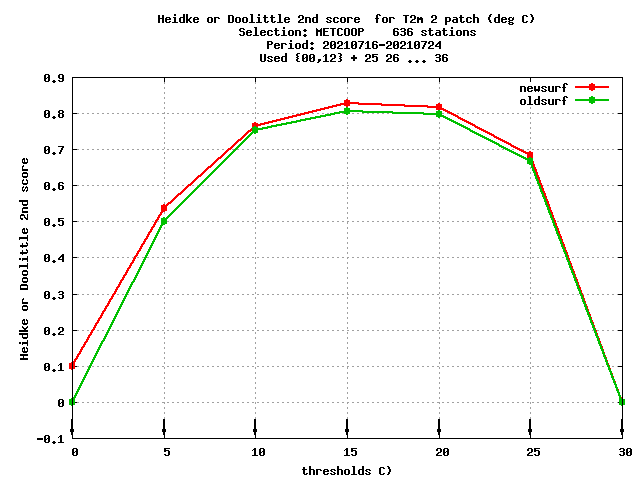 Heidke or Doolittle 2nd score  for T2m 2 patch (deg C)
Selection: METCOOP    636 stations
Period: 20210716-20210724
Used {00,12} + 25 26 ... 36
newsurf
oldsurf
0.9
0.8
0.7
0.6
0.5
0.4
0.3
0.2
0.1
0
-0.1
Heidke or Doolittle 2nd score
0 5 10 15 20 25 30
thresholds C)